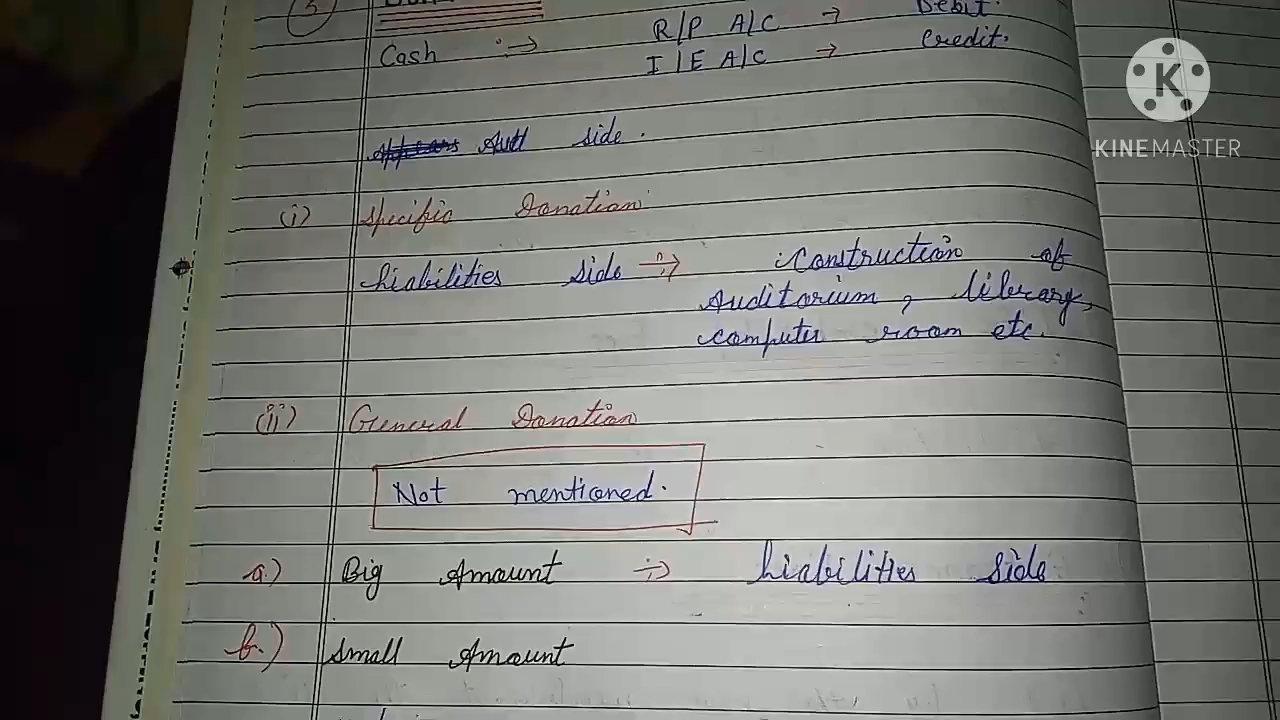 3
R/P A/C → Debit.
Cash :→ I/E A/C → Credit.
side.
(i) Specific Donation
Liabilities side :→ Construction of
Auditorium, library,
computer room etc.
(ii) General Donation
Not mentioned.
a.) Big Amount :→ Liabilities Side
b.) Small Amount
K
KINEMASTER